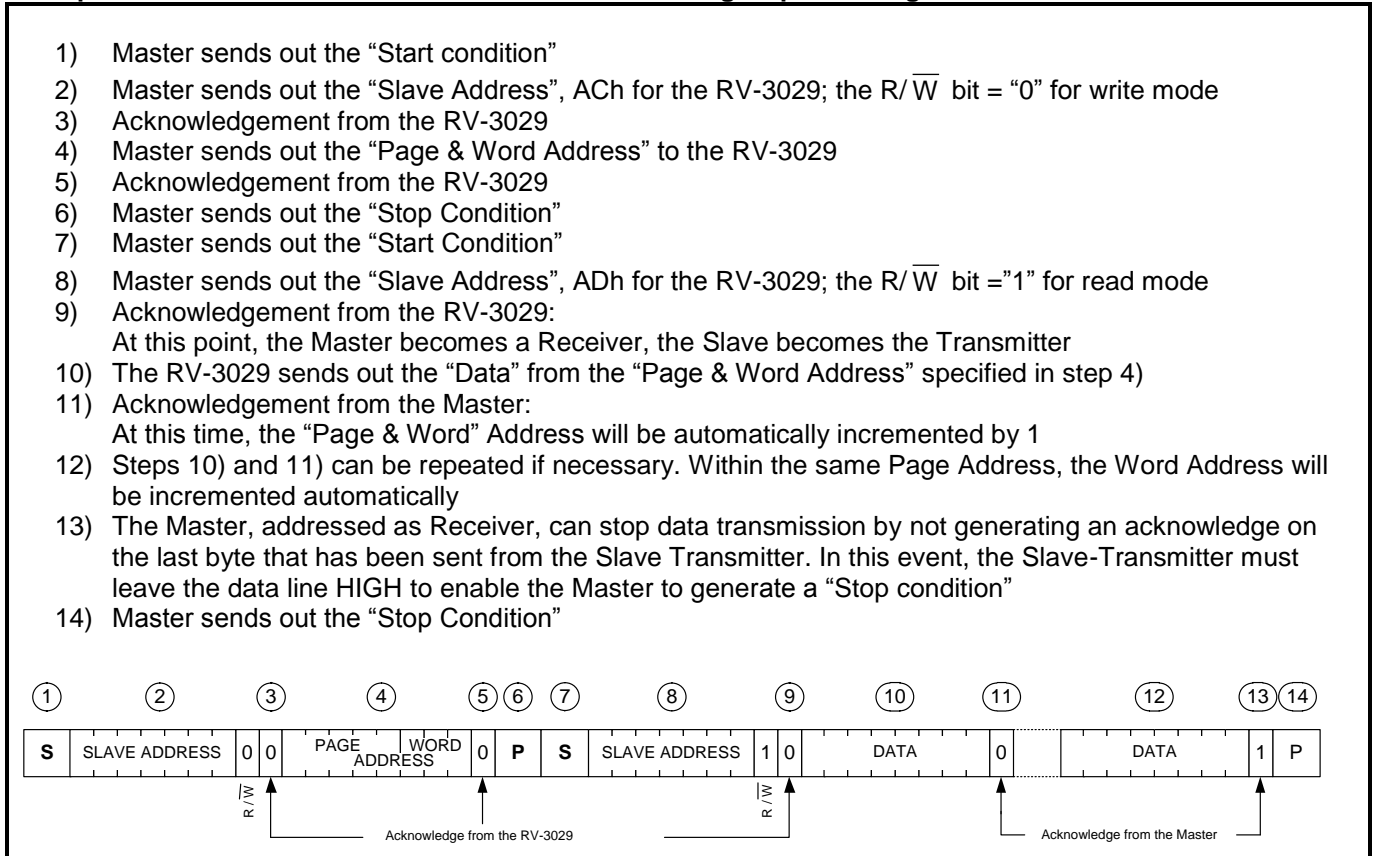 1) Master sends out the “Start condition”
2) Master sends out the “Slave Address”, ACh for the RV-3029; the R/W̅ bit = “0” for write mode
3) Acknowledgement from the RV-3029
4) Master sends out the “Page & Word Address” to the RV-3029
5) Acknowledgement from the RV-3029
6) Master sends out the “Stop Condition”
7) Master sends out the “Start Condition”
8) Master sends out the “Slave Address”, ADh for the RV-3029; the R/W̅ bit =”1” for read mode
9) Acknowledgement from the RV-3029:
At this point, the Master becomes a Receiver, the Slave becomes the Transmitter
10) The RV-3029 sends out the “Data” from the “Page & Word Address” specified in step 4)
11) Acknowledgement from the Master:
At this time, the “Page & Word” Address will be automatically incremented by 1
12) Steps 10) and 11) can be repeated if necessary. Within the same Page Address, the Word Address will
be incremented automatically
13) The Master, addressed as Receiver, can stop data transmission by not generating an acknowledge on
the last byte that has been sent from the Slave Transmitter. In this event, the Slave-Transmitter must
leave the data line HIGH to enable the Master to generate a “Stop condition”
14) Master sends out the “Stop Condition”
1 2 3 4 5 6 7 8 9 10 11 12 13 14
S SLAVE ADDRESS 0 0 PAGE WORD 0 P S SLAVE ADDRESS 1 0 DATA 0 DATA 1 P
ADDRESS
R/W̅ R/W̅
Acknowledge from the RV-3029 Acknowledge from the Master